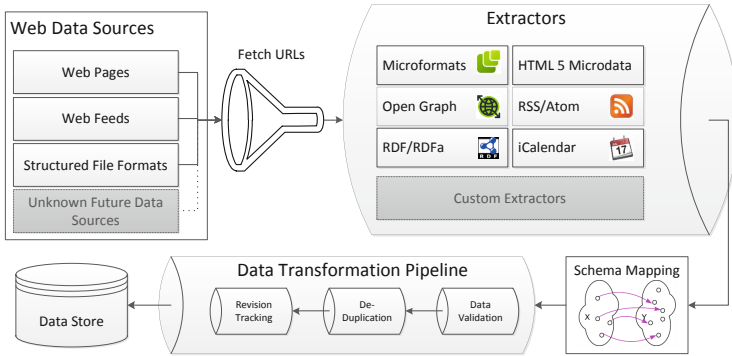 Web Data Sources
Web Pages
Web Feeds
Structured File Formats
Unknown Future Data
Sources
Fetch URLs
Extractors
Microformats
HTML 5 Microdata
Open Graph
RSS/Atom
RDF/RDFa
RDF
iCalendar
17
Custom Extractors
Schema Mapping
X
Y
Data Transformation Pipeline
Data
Validation
De-
Duplication
Revision
Tracking
Data Store